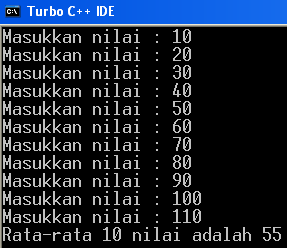 Turbo C++ IDE
Masukkan nilai : 10
Masukkan nilai : 20
Masukkan nilai : 30
Masukkan nilai : 40
Masukkan nilai : 50
Masukkan nilai : 60
Masukkan nilai : 70
Masukkan nilai : 80
Masukkan nilai : 90
Masukkan nilai : 100
Masukkan nilai : 110
Rata-rata 10 nilai adalah 55